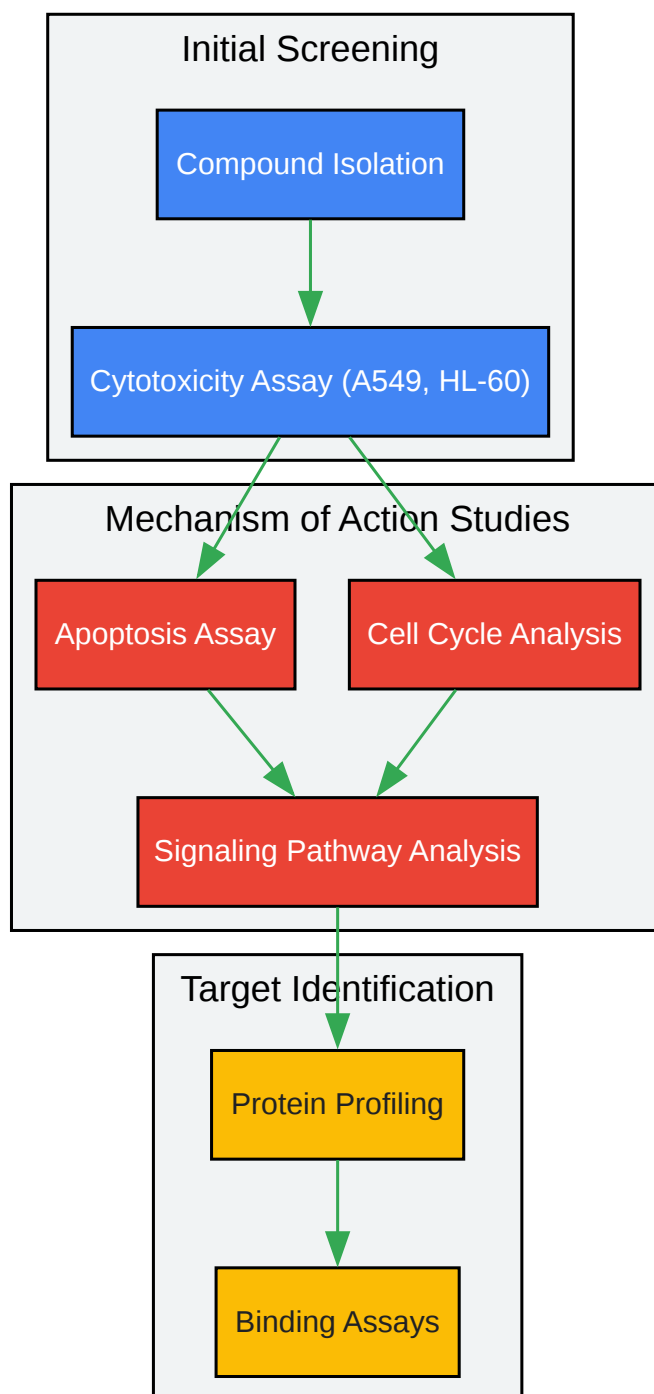 Initial Screening
Compound Isolation
Cytotoxicity Assay (A549, HL-60)
Mechanism of Action Studies
Apoptosis Assay
Cell Cycle Analysis
Signaling Pathway Analysis
Target Identification
Protein Profiling
Binding Assays